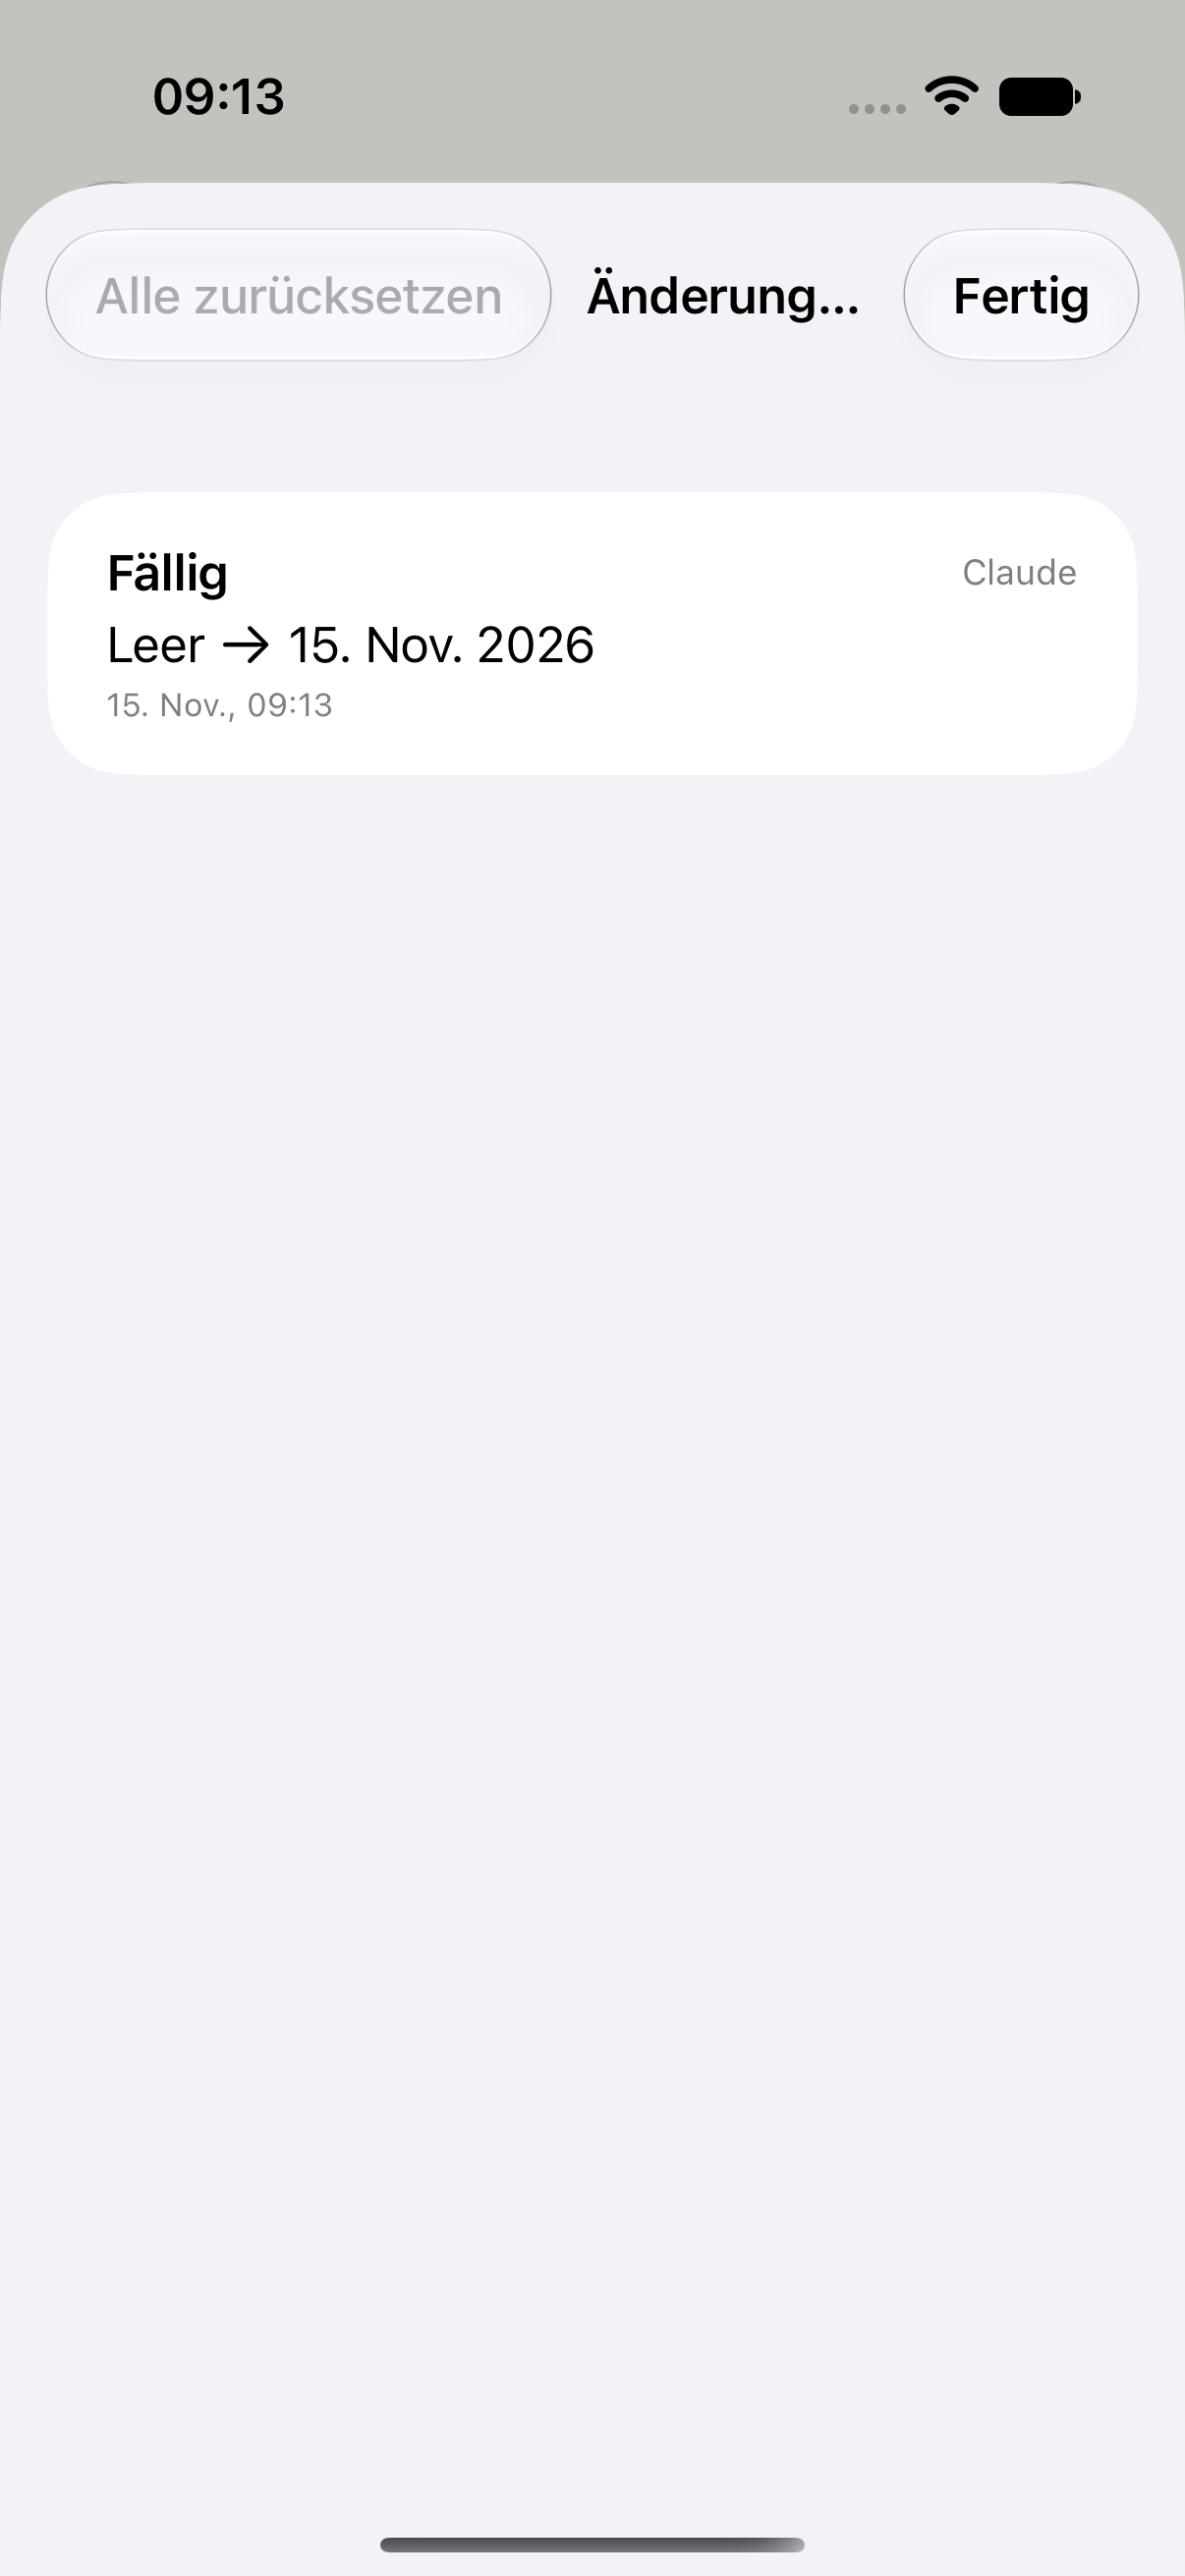 09:13
Alle zurücksetzen Änderung... Fertig
Fällig Claude
Leer → 15. Nov. 2026
15. Nov., 09:13